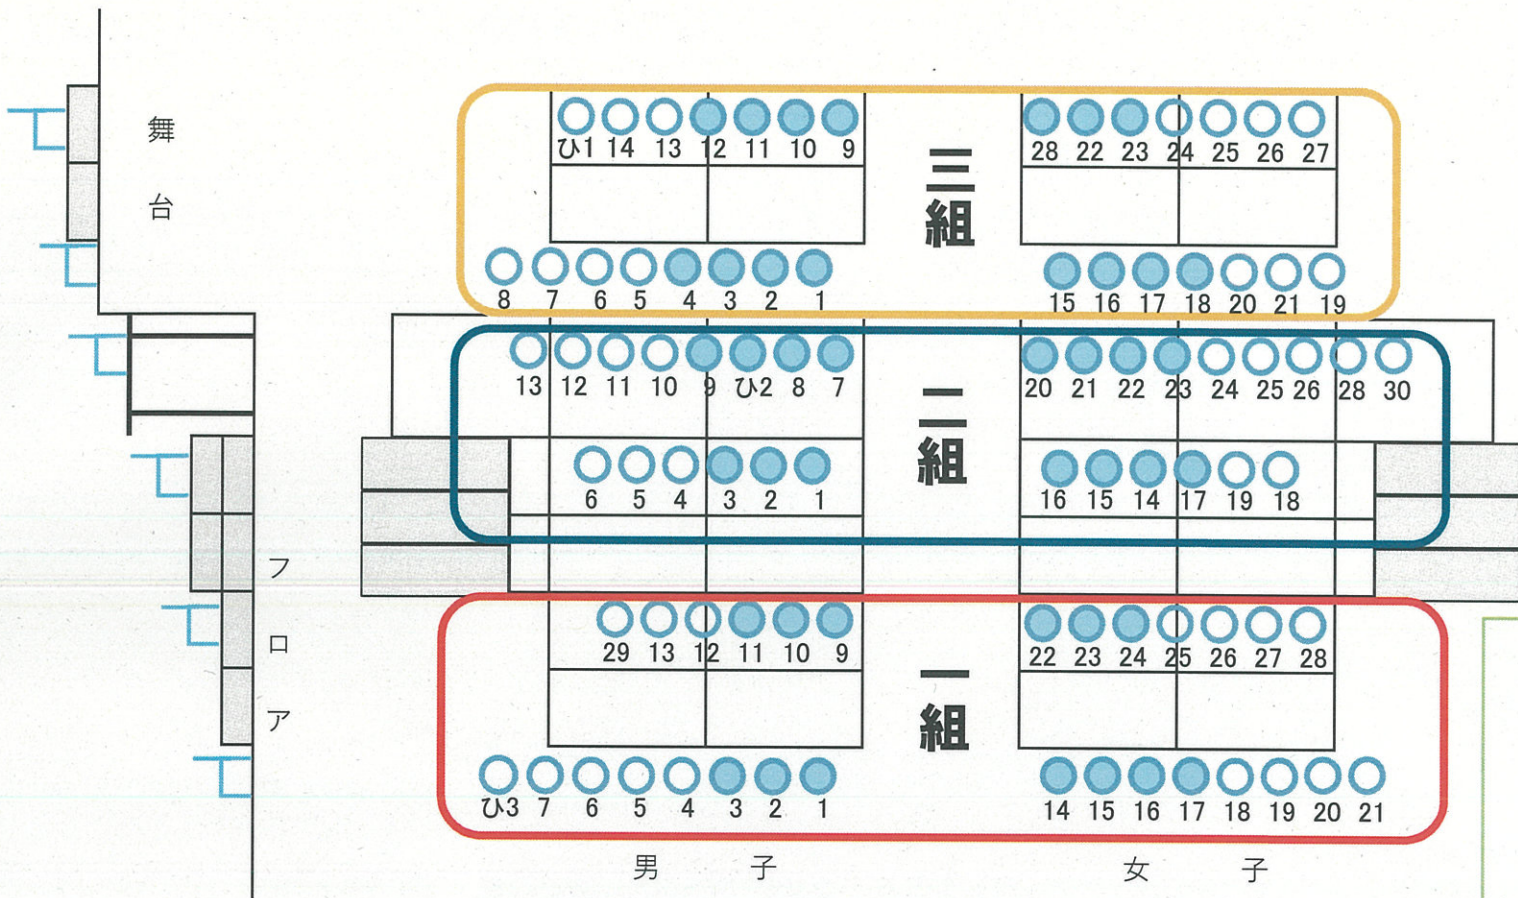 舞台
ひ1 14 13 12 11 10 9
28 22 23 24 25 26 27
三組
8 7 6 5 4 3 2 1
15 16 17 18 20 21 19
13 12 11 10 9 ひ2 8 7
20 21 22 23 24 25 26 28 30
二組
6 5 4 3 2 1
16 15 14 17 19 18
フロア
29 13 12 11 10 9
22 23 24 25 26 27 28
一組
ひ3 7 6 5 4 3 2 1
14 15 16 17 18 19 20 21
男子
女子